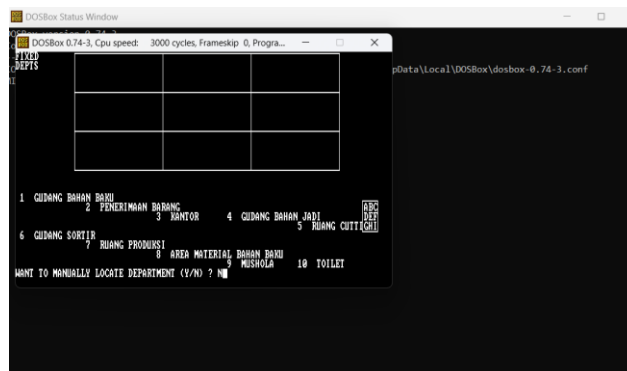 DOSBox Status Window
DOSBox 0.74-3, Cpu speed: 3000 cycles, Frameskip 0, Progra...
FIXED
DEPTS
pData\Local\DOSBox\dosbox-0.74-3.conf
1 GUDANG BAHAN BAKU
2 PENERIMAAN BARANG
3 KANTOR 4 GUDANG BAHAN JADI
5 RUANG CUTTI
ABC
DEF
GHI
6 GUDANG SORTIR
7 RUANG PRODUKSI
8 AREA MATERIAL BAHAN BAKU
9 MUSHOLA 10 TOILET
WANT TO MANUALLY LOCATE DEPARTMENT (Y/N) ? N